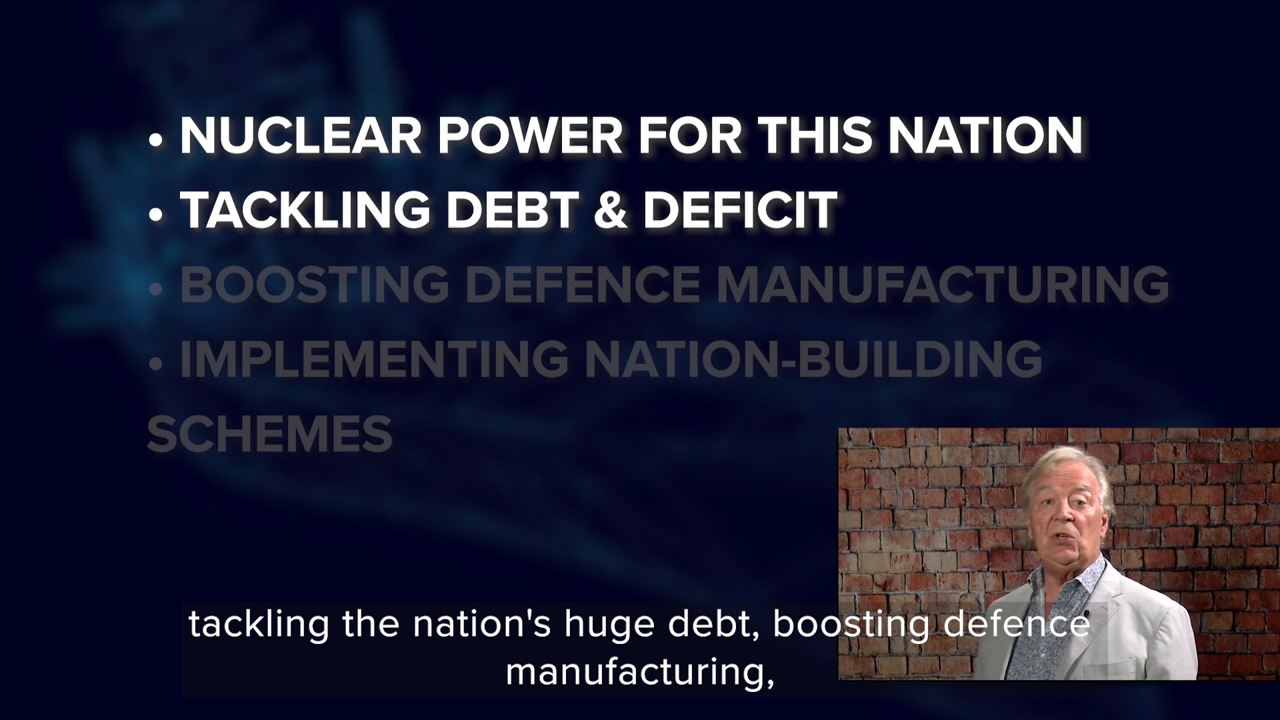 • NUCLEAR POWER FOR THIS NATION
• TACKLING DEBT & DEFICIT
• BOOSTING DEFENCE MANUFACTURING
• IMPLEMENTING NATION-BUILDING
SCHEMES
tackling the nation's huge debt, boosting defence
manufacturing,